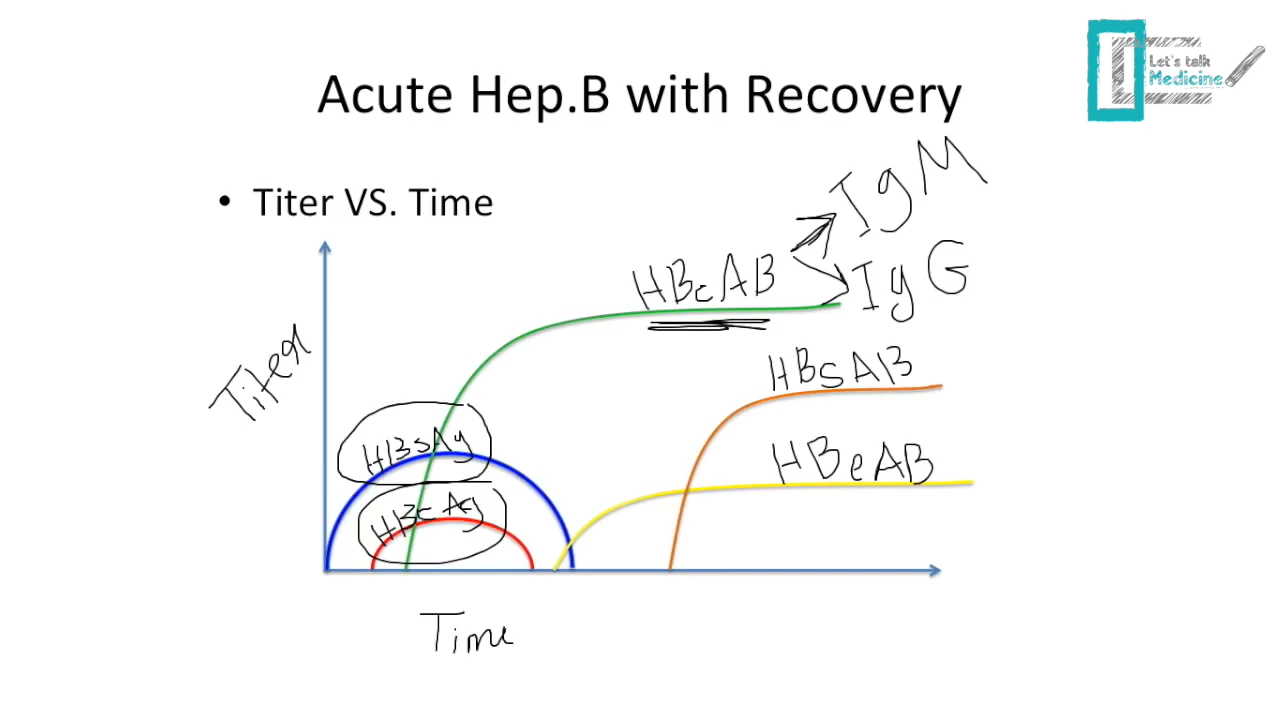 Let's talk
Medicine
Acute Hep.B with Recovery
• Titer VS. Time
IgM
HBcAB
IgG
Titer
HBsAB
HBsAg
HBeAB
HBeAg
Time